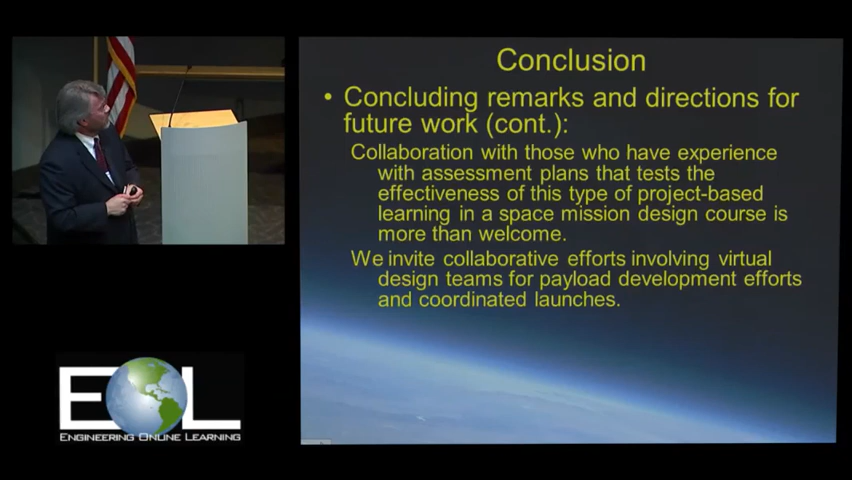 Conclusion
• Concluding remarks and directions for
future work (cont.):
Collaboration with those who have experience
with assessment plans that tests the
effectiveness of this type of project-based
learning in a space mission design course is
more than welcome.
We invite collaborative efforts involving virtual
design teams for payload development efforts
and coordinated launches.
EOL
ENGINEERING ONLINE LEARNING